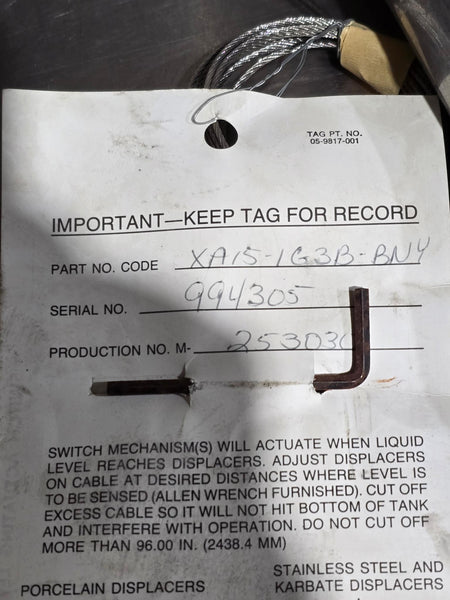 TAG PT. NO.
05-9817-001
IMPORTANT—KEEP TAG FOR RECORD
PART NO. CODE XA15-1G3B-BNY
SERIAL NO. 994305
PRODUCTION NO. M-
SWITCH MECHANISM(S) WILL ACTUATE WHEN LIQUID
LEVEL REACHES DISPLACERS. ADJUST DISPLACERS
ON CABLE AT DESIRED DISTANCES WHERE LEVEL IS
TO BE SENSED (ALLEN WRENCH FURNISHED). CUT OFF
EXCESS CABLE SO IT WILL NOT HIT BOTTOM OF TANK
AND INTERFERE WITH OPERATION. DO NOT CUT OFF
MORE THAN 96.00 IN. (2438.4 MM)
STAINLESS STEEL AND
PORCELAIN DISPLACERS KARBATE DISPLACERS